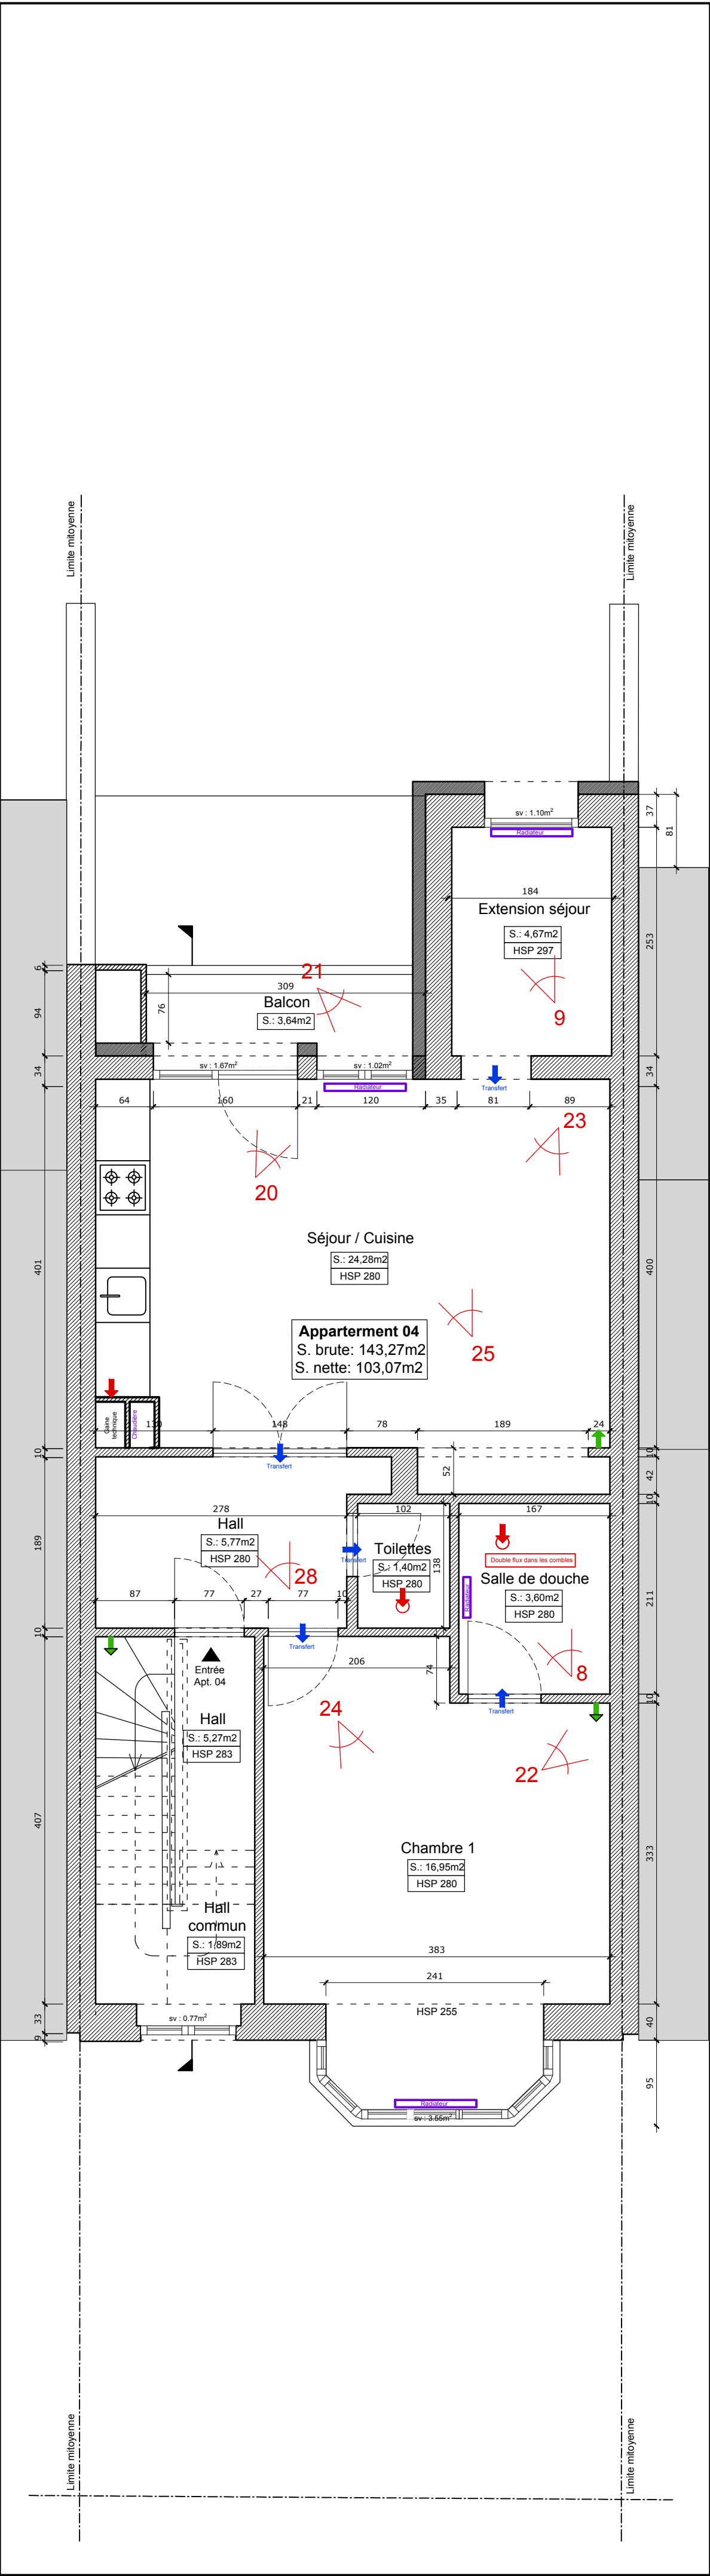 Limite mitoyenne
Limite mitoyenne
sv : 1.10m2
Radiateur
37
81
184
Extension séjour
S.: 4,67m2
HSP 297
253
9
6
21
309
Balcon
S.: 3,64m2
76
94
34
sv : 1.67m2
sv : 1.02m2
Radiateur
Transfert
34
64
160
21
120
35
81
89
23
20
Séjour / Cuisine
S.: 24,28m2
HSP 280
401
400
Apparterment 04
S. brute: 143,27m2
S. nette: 103,07m2
25
Gaine
technique
Chaudière
148
78
189
24
Transfert
10
10
52
42
10
278
102
167
Hall
S.: 5,77m2
HSP 280
28
Transfert
Toilettes
S.: 1,40m2
HSP 280
138
Double flux dans les combles
Salle de douche
S.: 3,60m2
HSP 280
Radiateur
189
211
87
77
27
77
10
10
Transfert
8
206
74
10
Transfert
Entrée
Apt. 04
Hall
S.: 5,27m2
HSP 283
24
22
407
333
Chambre 1
S.: 16,95m2
HSP 280
Hall
commun
S.: 1,89m2
HSP 283
383
241
HSP 255
sv : 0.77m2
33
9
40
95
Radiateur
sv : 3.55m2
Limite mitoyenne
Limite mitoyenne